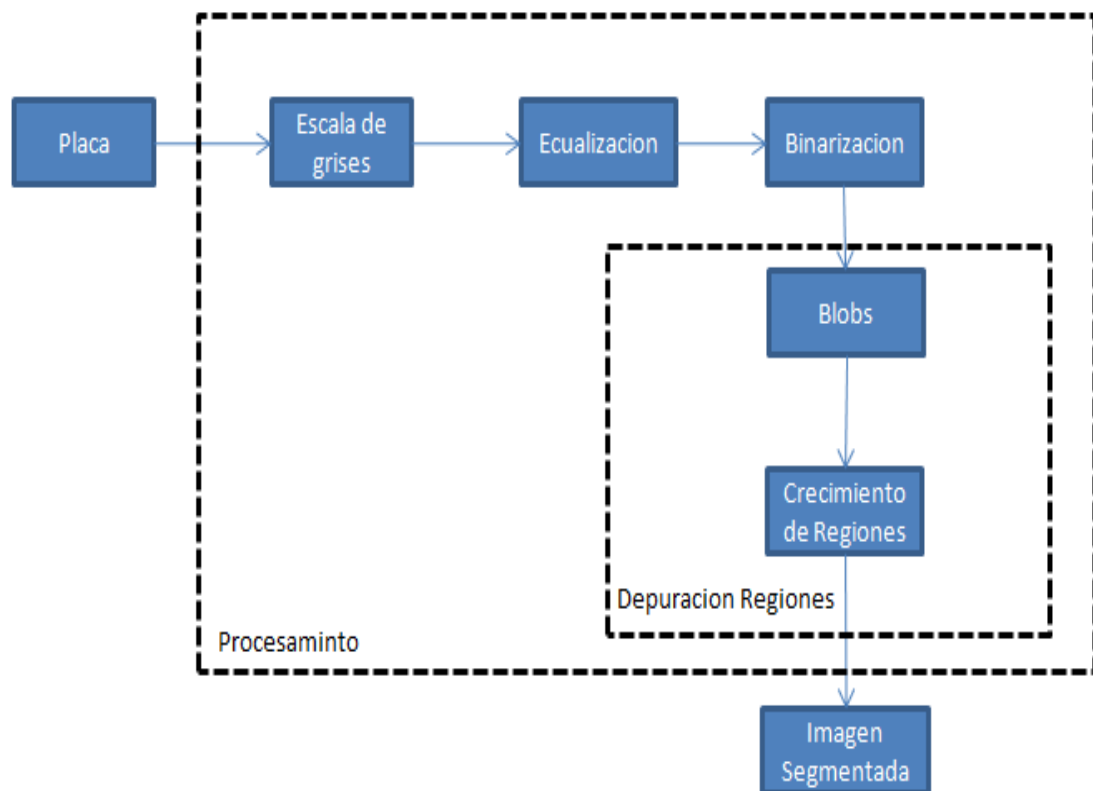 Placa
Escala de
grises
Ecualizacion
Binarizacion
Blobs
Crecimiento
de Regiones
Depuracion Regiones
Procesaminto
Imagen
Segmentada